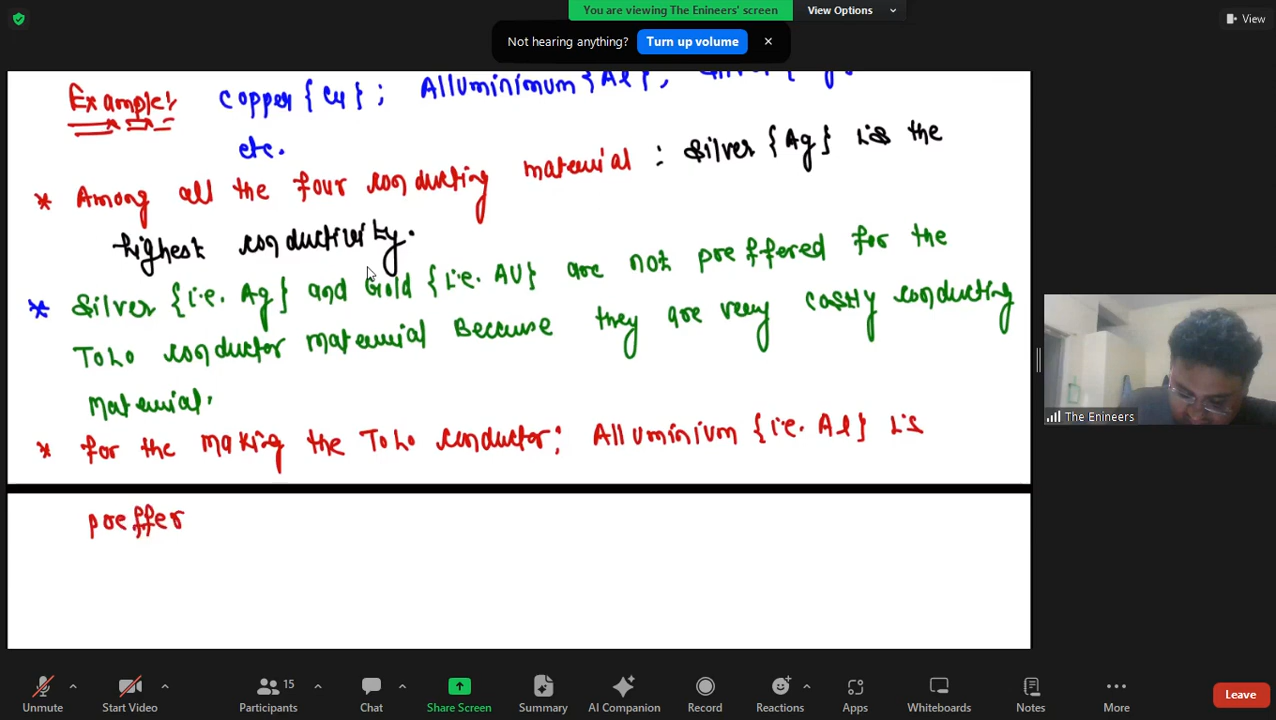 You are viewing The Enineers' screen
View Options
View
Not hearing anything?
Turn up volume
Example: Copper {Cu}; Alluminimum {Al},
etc.
* Among all the four conducting material : Silver {Ag} is the
highest conductivity.
* Silver {i.e. Ag} and Gold {i.e. AU} are not preffered for the
ToLo conductor material Because they are very costly conducting
Material.
* for the making the ToLo conductor; Alluminium {i.e. Al} is
preffer
The Enineers
Unmute
Start Video
15
Participants
Chat
Share Screen
Summary
AI Companion
Record
Reactions
Apps
Whiteboards
Notes
More
Leave